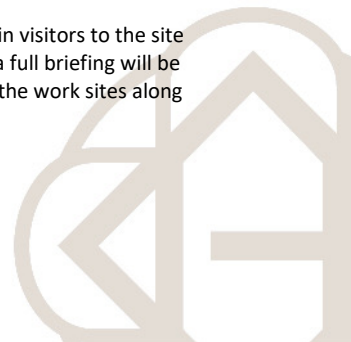 in visitors to the site
a full briefing will be
the work sites along